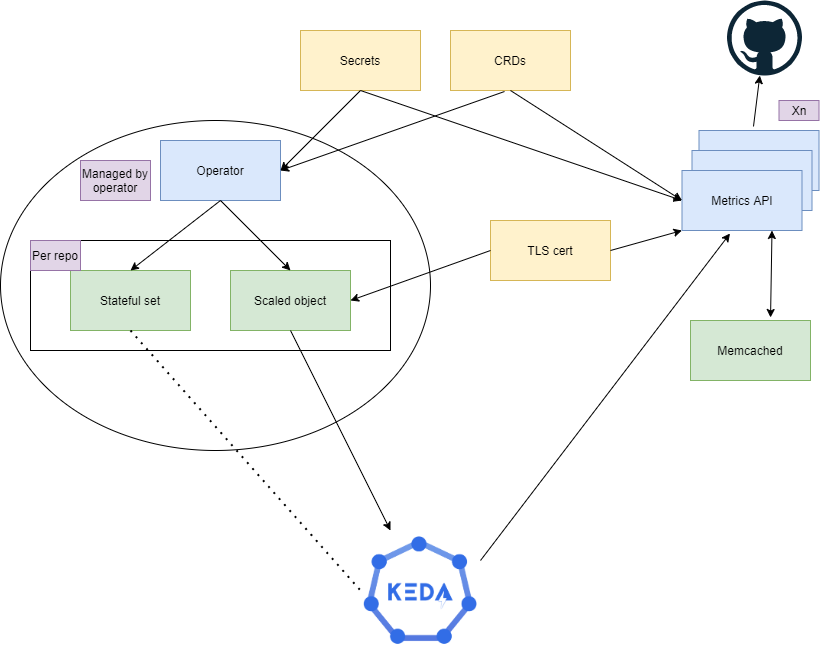 Secrets
CRDs
Xn
Managed by
operator
Operator
Metrics API
Per repo
TLS cert
Stateful set
Scaled object
Memcached
KEDA